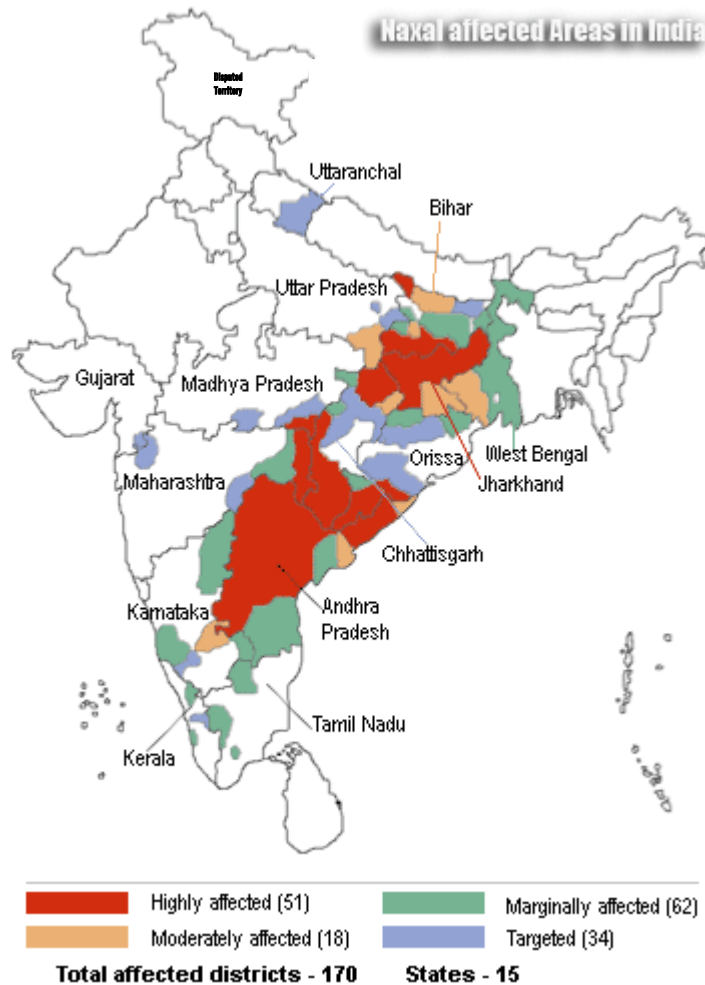 Naxal affected Areas in India
Disputed
Territory
Uttaranchal
Bihar
Uttar Pradesh
Gujarat
Madhya Pradesh
West Bengal
Orissa
Jharkhand
Maharashtra
Chhattisgarh
Karnataka
Andhra
Pradesh
Tamil Nadu
Kerala
Highly affected (51)
Marginally affected (62)
Moderately affected (18)
Targeted (34)
Total affected districts - 170 States - 15